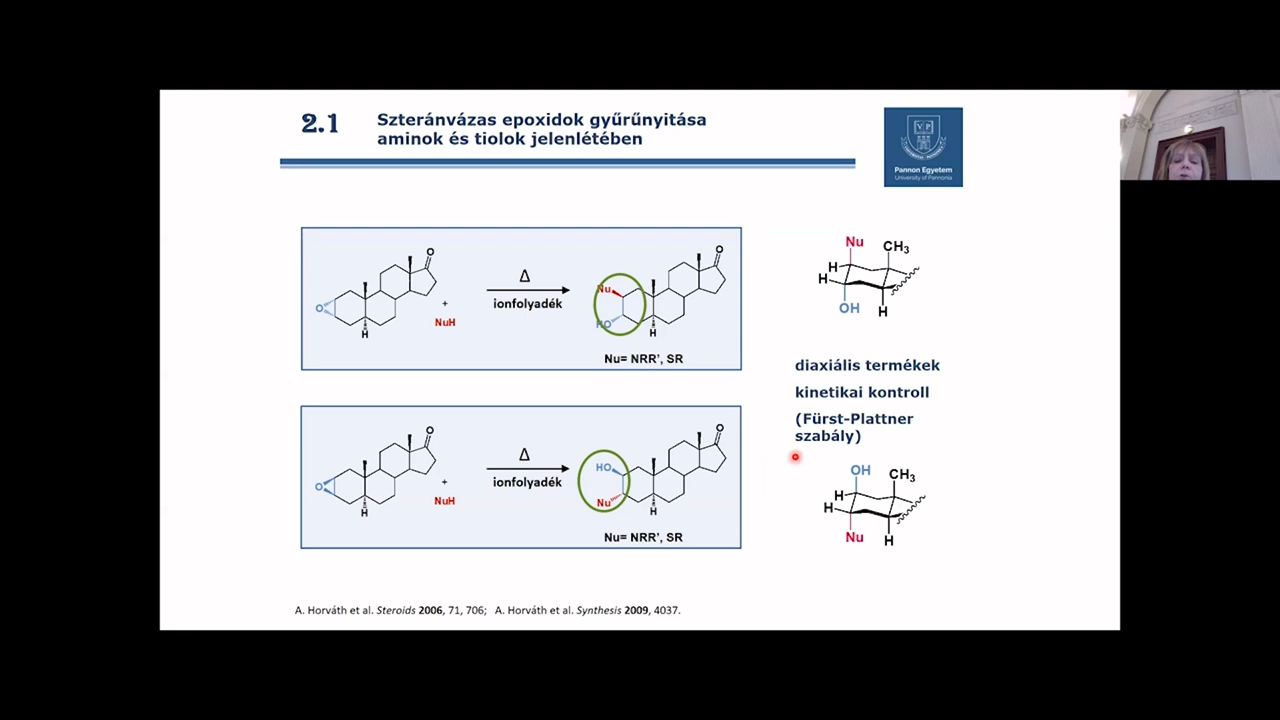 2.1
Szteránvázas epoxidok gyűrűnyitása
aminok és tiolok jelenlétében
VP
Pannon Egyetem
University of Pannonia
O
O
H
+
NuH
Δ
ionfolyadék
Nu
HO
H
O
Nu= NRR’, SR
Nu
CH3
H
H
OH
H
diaxiális termékek
kinetikai kontroll
(Fürst-Plattner
szabály)
O
O
H
+
NuH
Δ
ionfolyadék
HO
Nu
H
O
Nu= NRR’, SR
OH
CH3
H
H
Nu
H
A. Horváth et al. Steroids 2006, 71, 706; A. Horváth et al. Synthesis 2009, 4037.